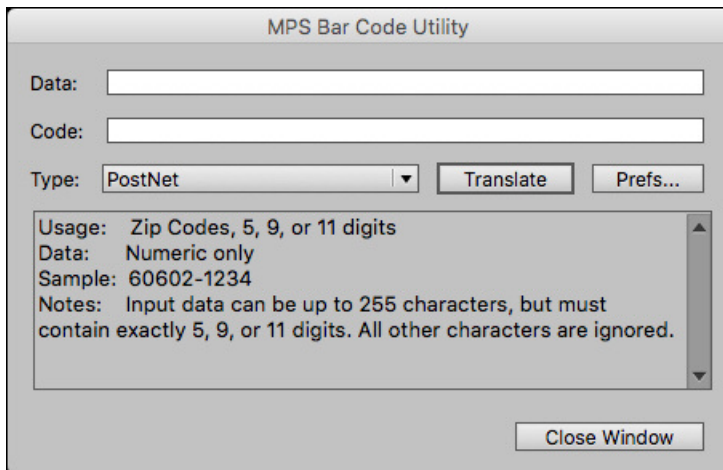 MPS Bar Code Utility
Data:
Code:
Type: PostNet Translate Prefs...
Usage: Zip Codes, 5, 9, or 11 digits
Data: Numeric only
Sample: 60602-1234
Notes: Input data can be up to 255 characters, but must
contain exactly 5, 9, or 11 digits. All other characters are ignored.
Close Window